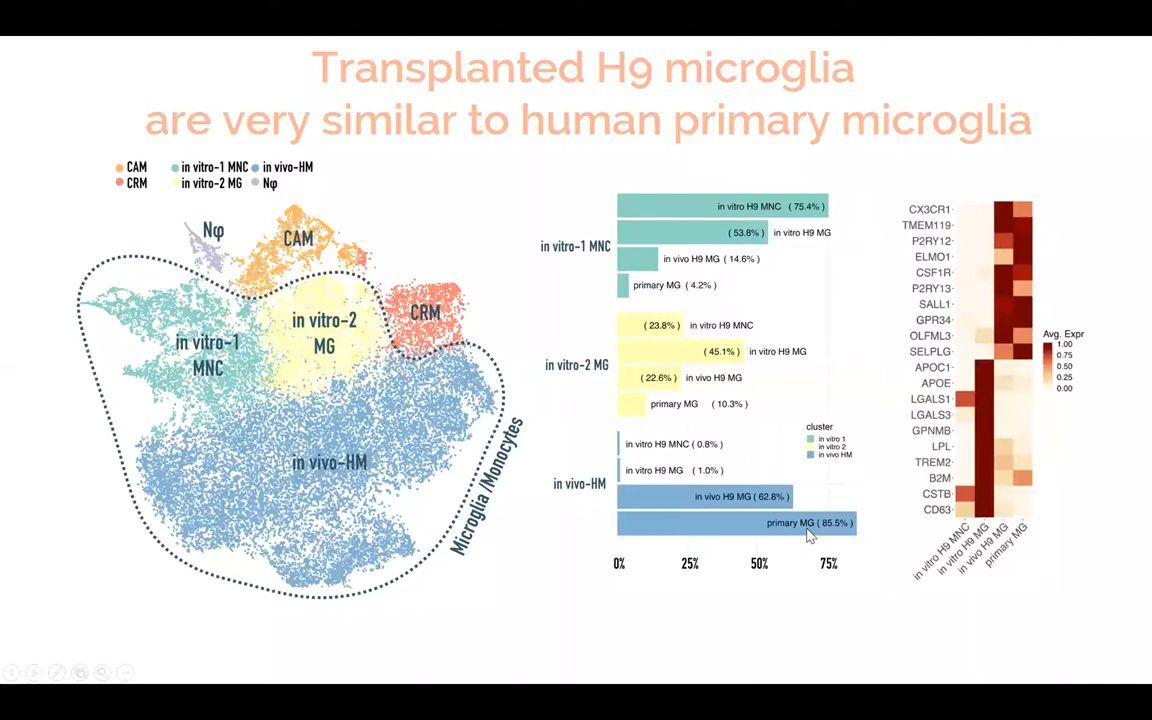 Transplanted H9 microglia
are very similar to human primary microglia
CAM
in vitro-1 MNC
in vivo-HM
CRM
in vitro-2 MG
Nφ
Nφ
CAM
CRM
in vitro-1
MNC
in vitro-2
MG
in vivo-HM
Microglia /Monocytes
in vitro-1 MNC
in vitro H9 MNC ( 75.4% )
(53.8% ) in vitro H9 MG
in vivo H9 MG ( 14.6% )
primary MG ( 4.2% )
in vitro-2 MG
(23.8% ) in vitro H9 MNC
( 45.1% ) in vitro H9 MG
( 22.6% ) in vivo H9 MG
primary MG ( 10.3% )
in vivo-HM
in vitro H9 MNC ( 0.8% )
in vitro H9 MG ( 1.0% )
in vivo H9 MG ( 62.8% )
primary MG ( 85.5% )
0% 25% 50% 75%
cluster
in vitro 1
in vitro 2
in vivo HM
CX3CR1
TMEM119
P2RY12
ELMO1
CSF1R
P2RY13
SALL1
GPR34
OLFML3
SELPLG
APOC1
APOE
LGALS1
LGALS3
GPNMB
LPL
TREM2
B2M
CSTB
CD63
in vitro H9 MNC
in vitro H9 MG
in vivo H9 MG
primary MG
Avg. Expr
1.00
0.75
0.50
0.25
0.00